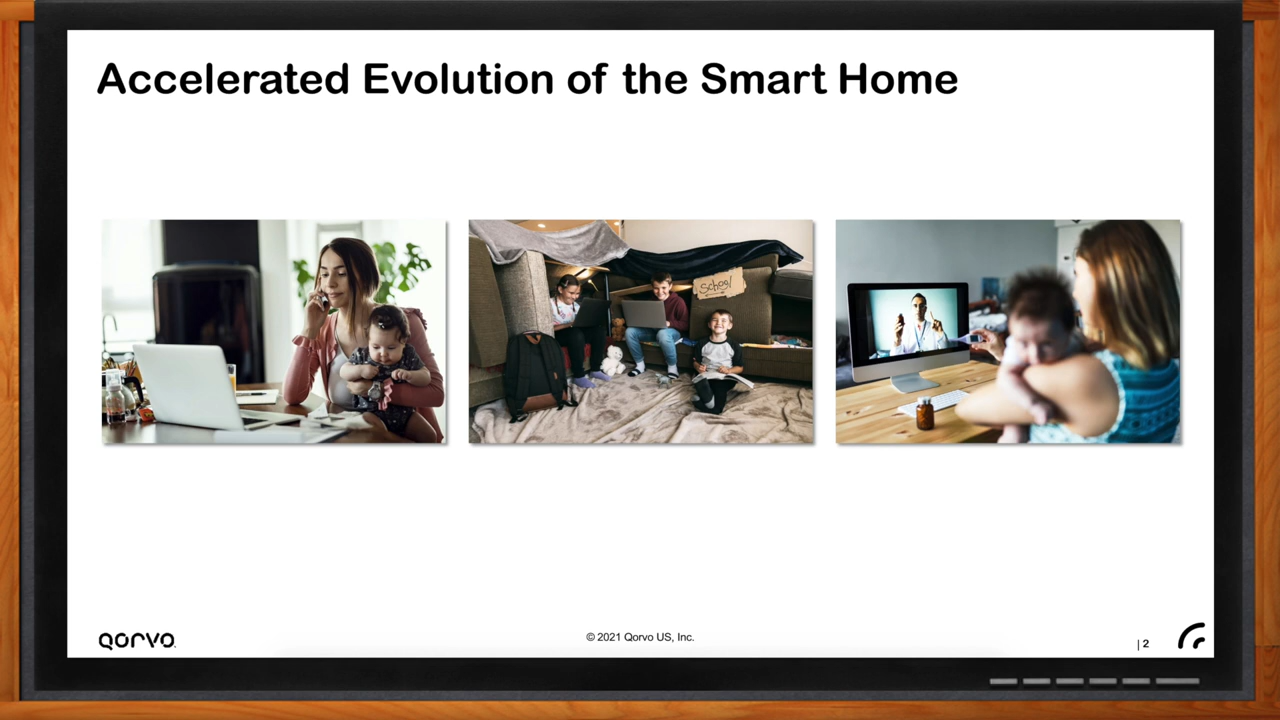 Accelerated Evolution of the Smart Home
School
QORVO
© 2021 Qorvo US, Inc.
| 2